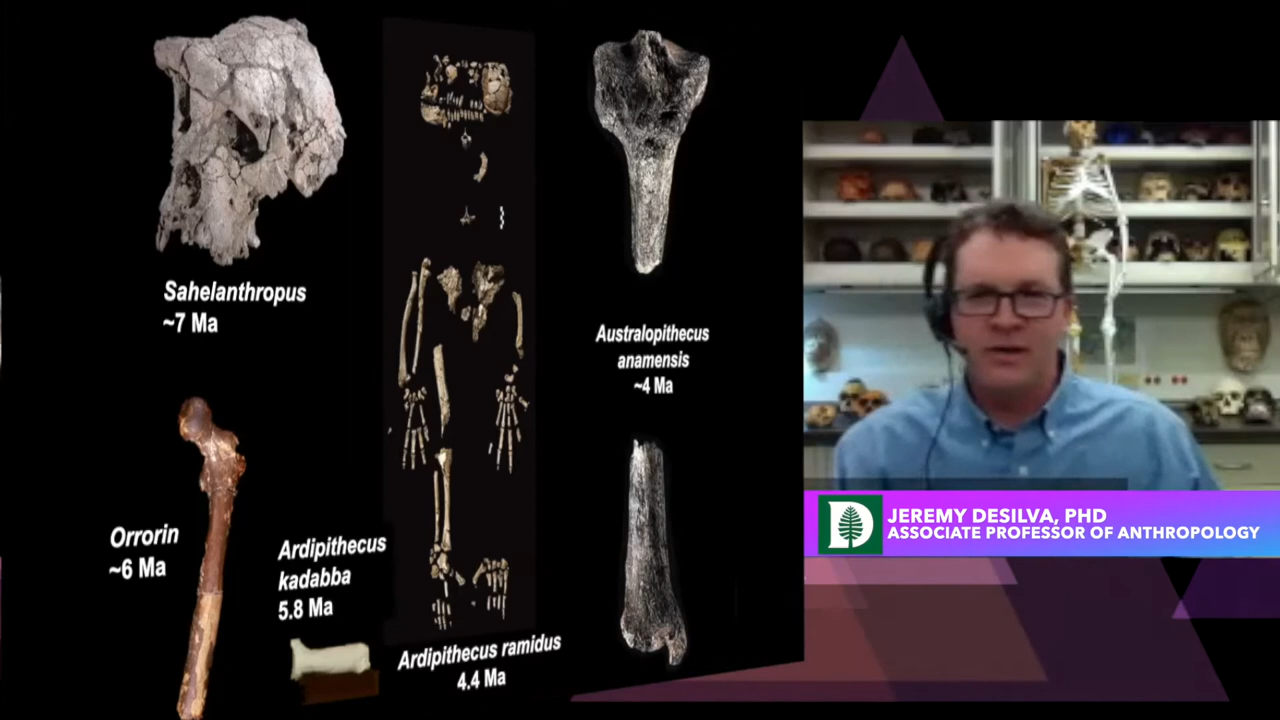 Sahelanthropus
~7 Ma
Orrorin
~6 Ma
Ardipithecus
kadabba
5.8 Ma
Ardipithecus ramidus
4.4 Ma
Australopithecus
anamensis
~4 Ma
D
JEREMY DESILVA, PHD
ASSOCIATE PROFESSOR OF ANTHROPOLOGY